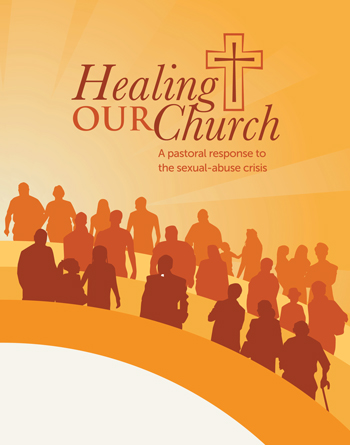 Healing
OUR Church
A pastoral response to
the sexual-abuse crisis